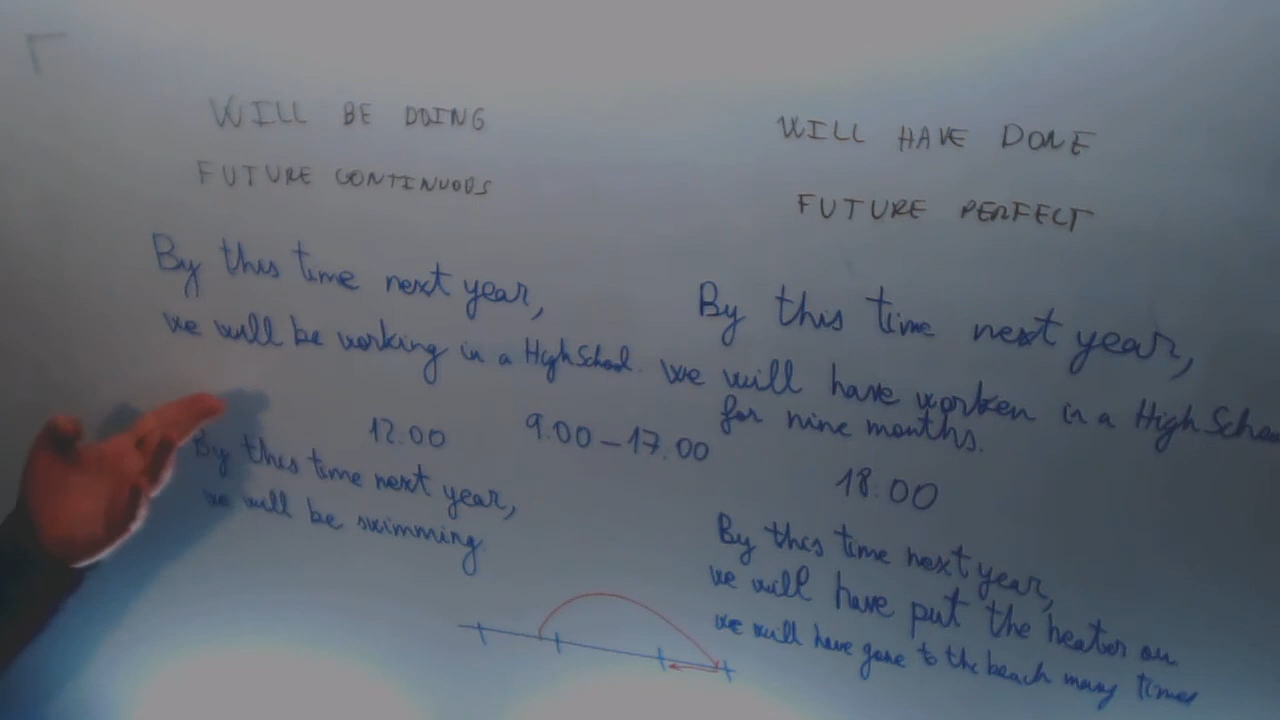 WILL BE DOING
FUTURE CONTINUOUS
By this time next year,
we will be working in a High School.
12.00 9.00 – 17.00
By this time next year,
we will be swimming
WILL HAVE DONE
FUTURE PERFECT
By this time next year,
we will have worken in a High Schoo
for nine months.
18.00
By this time next year,
we will have put the heater on
we will have gone to the beach many times